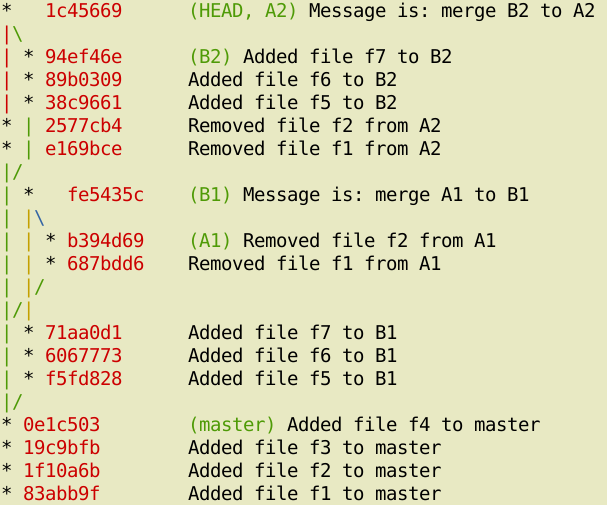 *   1c45669      (HEAD, A2) Message is: merge B2 to A2
|\
| * 94ef46e      (B2) Added file f7 to B2
| * 89b0309      Added file f6 to B2
| * 38c9661      Added file f5 to B2
* | 2577cb4      Removed file f2 from A2
* | e169bce      Removed file f1 from A2
|/
| *   fe5435c    (B1) Message is: merge A1 to B1
| |\
| | * b394d69    (A1) Removed file f2 from A1
| | * 687bdd6    Removed file f1 from A1
| |/
|/|
| * 71aa0d1      Added file f7 to B1
| * 6067773      Added file f6 to B1
| * f5fd828      Added file f5 to B1
|/
* 0e1c503        (master) Added file f4 to master
* 19c9bfb        Added file f3 to master
* 1f10a6b        Added file f2 to master
* 83abb9f        Added file f1 to master